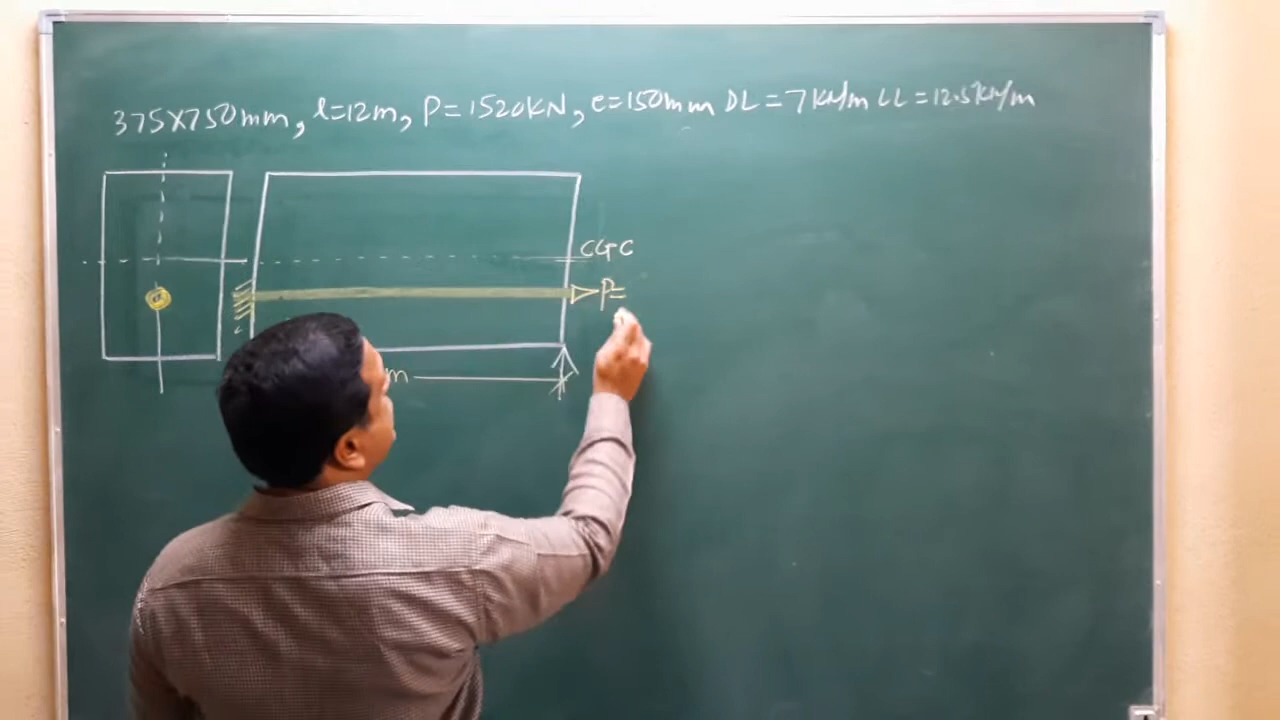 375X750mm, l=12m, P=1520KN, e=150mm DL=7KN/m LL=12.5KN/m
CGC
P=
m